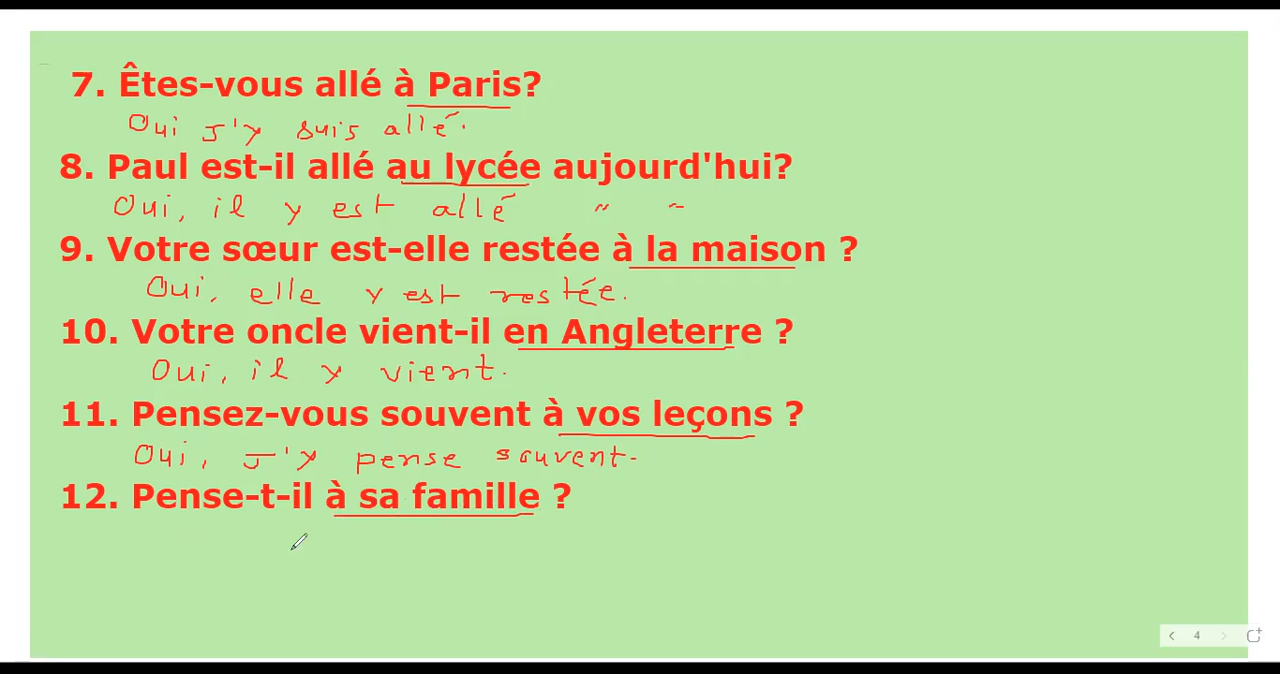 7. Êtes-vous allé à Paris?
Oui J'y suis allé.
8. Paul est-il allé au lycée aujourd'hui?
Oui, il y est allé " "
9. Votre sœur est-elle restée à la maison ?
Oui, elle y est restée.
10. Votre oncle vient-il en Angleterre ?
Oui, il y vient.
11. Pensez-vous souvent à vos leçons ?
Oui, J'y pense souvent.
12. Pense-t-il à sa famille ?
4